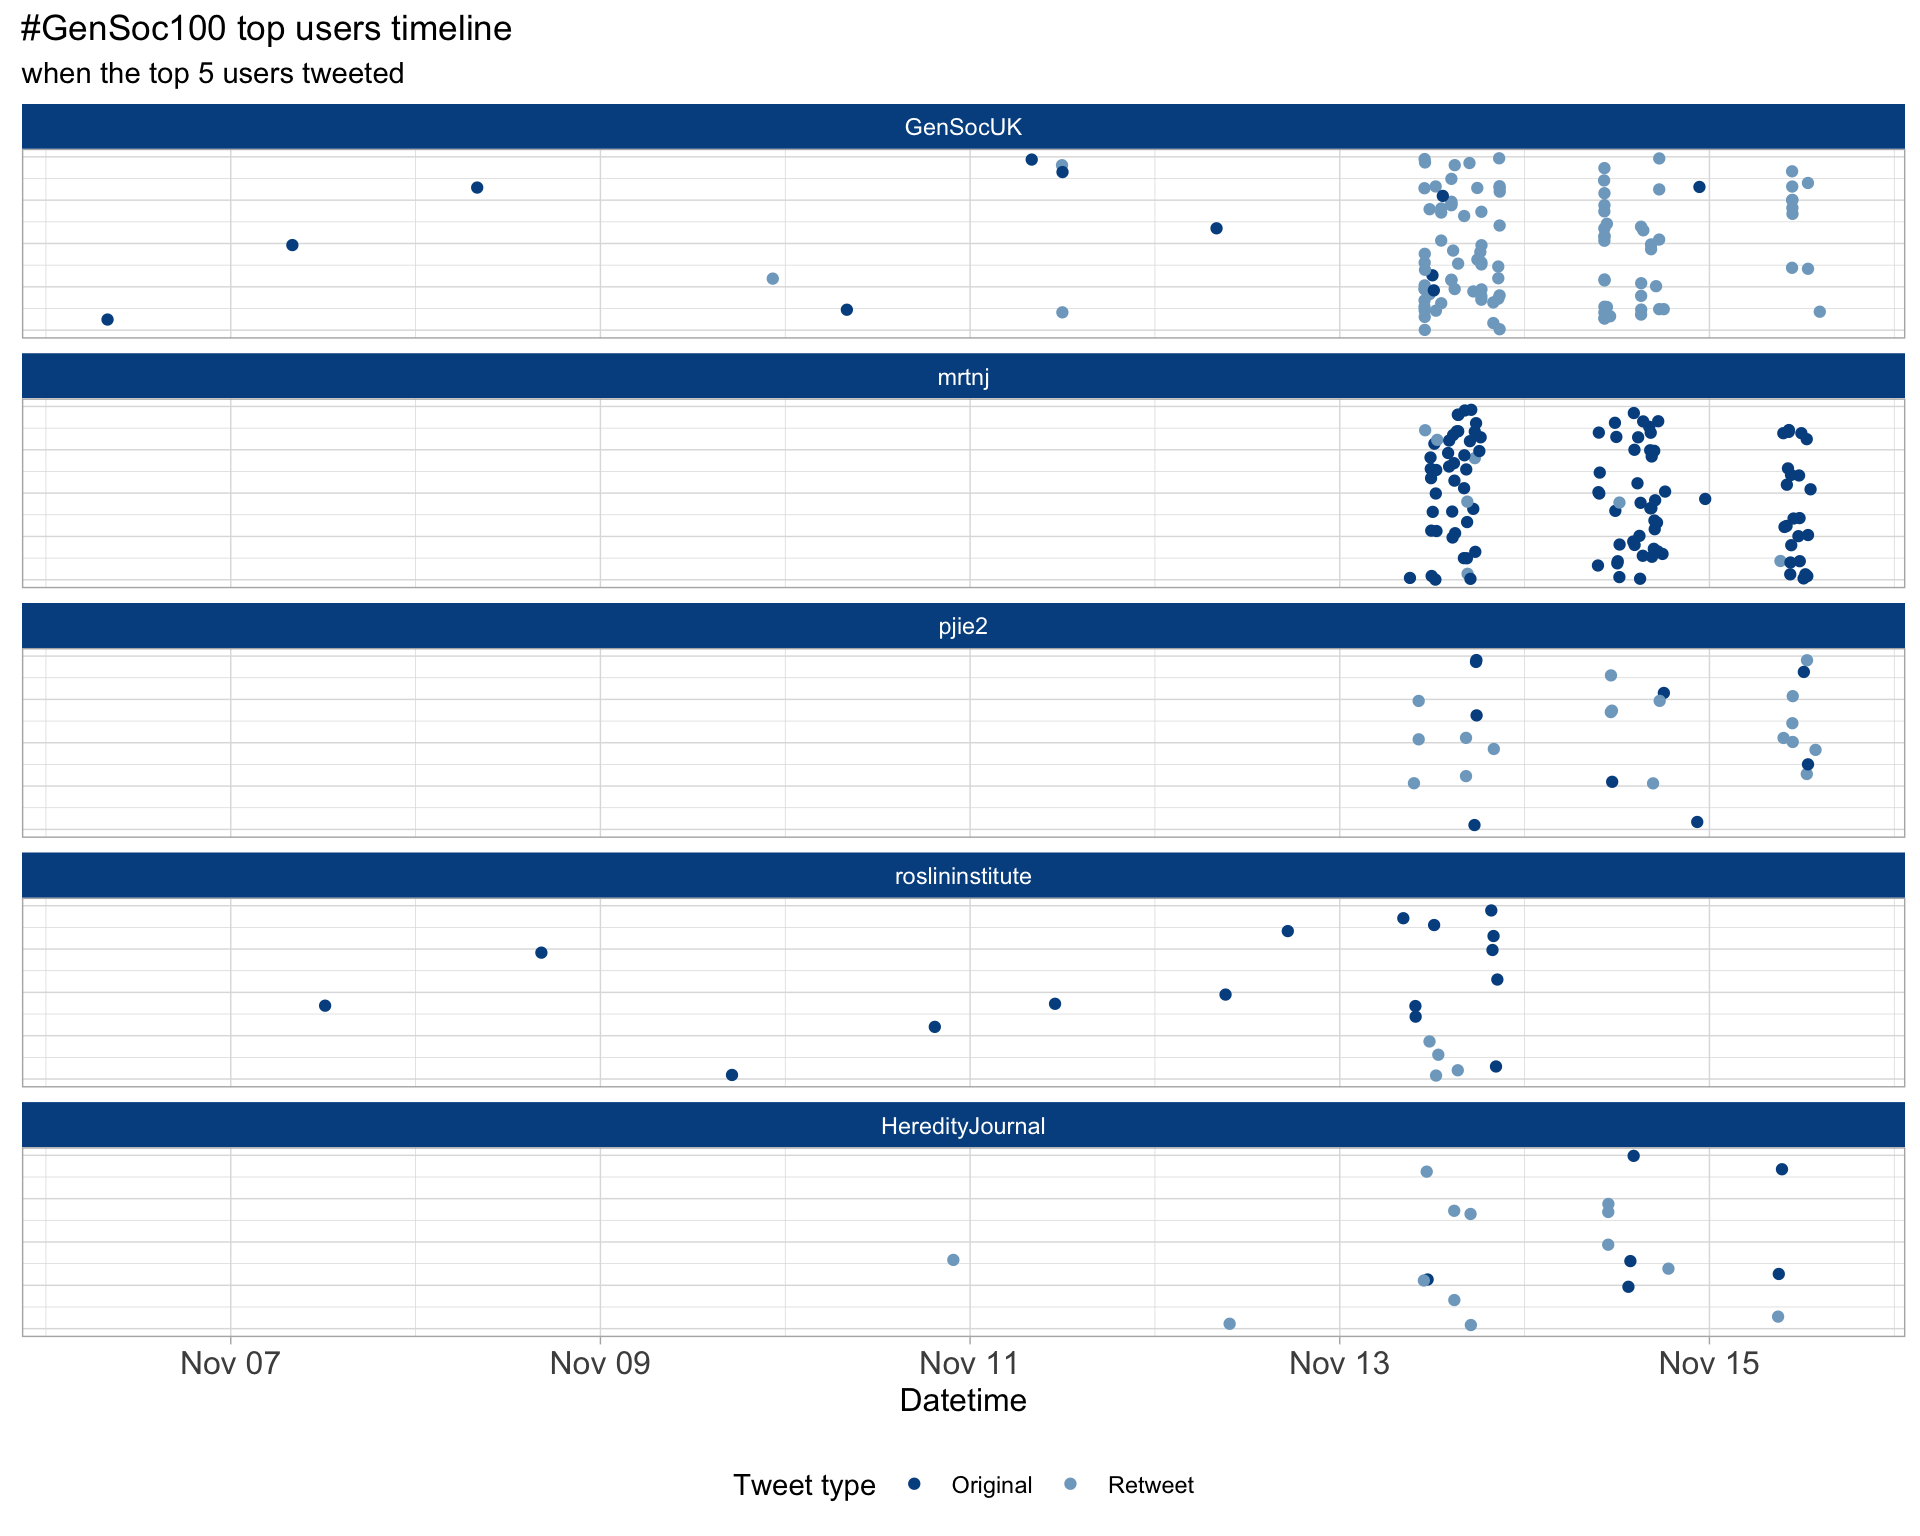 #GenSoc100 top users timeline
when the top 5 users tweeted
GenSocUK
mrtnj
pjie2
roslininstitute
HeredityJournal
Nov 07 Nov 09 Nov 11 Nov 13 Nov 15
Datetime
Tweet type Original Retweet